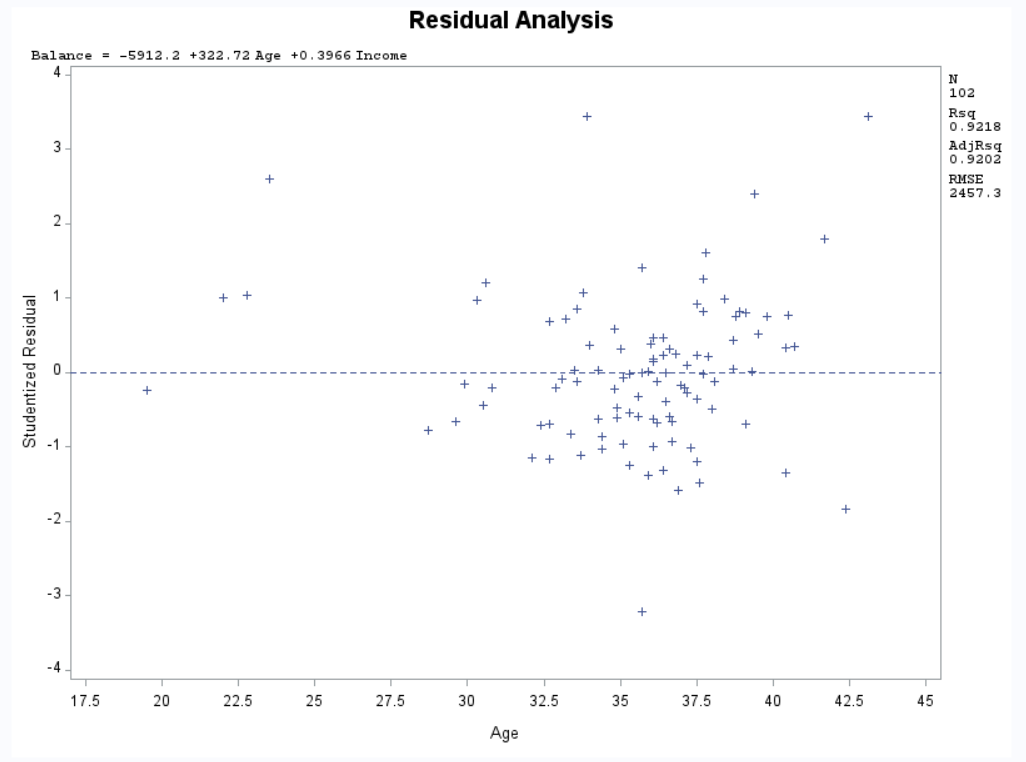 Residual Analysis
Balance = -5912.2 +322.72 Age +0.3966 Income
N
102
Rsq
0.9218
AdjRsq
0.9202
RMSE
2457.3
Studentized Residual
4
3
2
1
0
-1
-2
-3
-4
17.5 20 22.5 25 27.5 30 32.5 35 37.5 40 42.5 45
Age